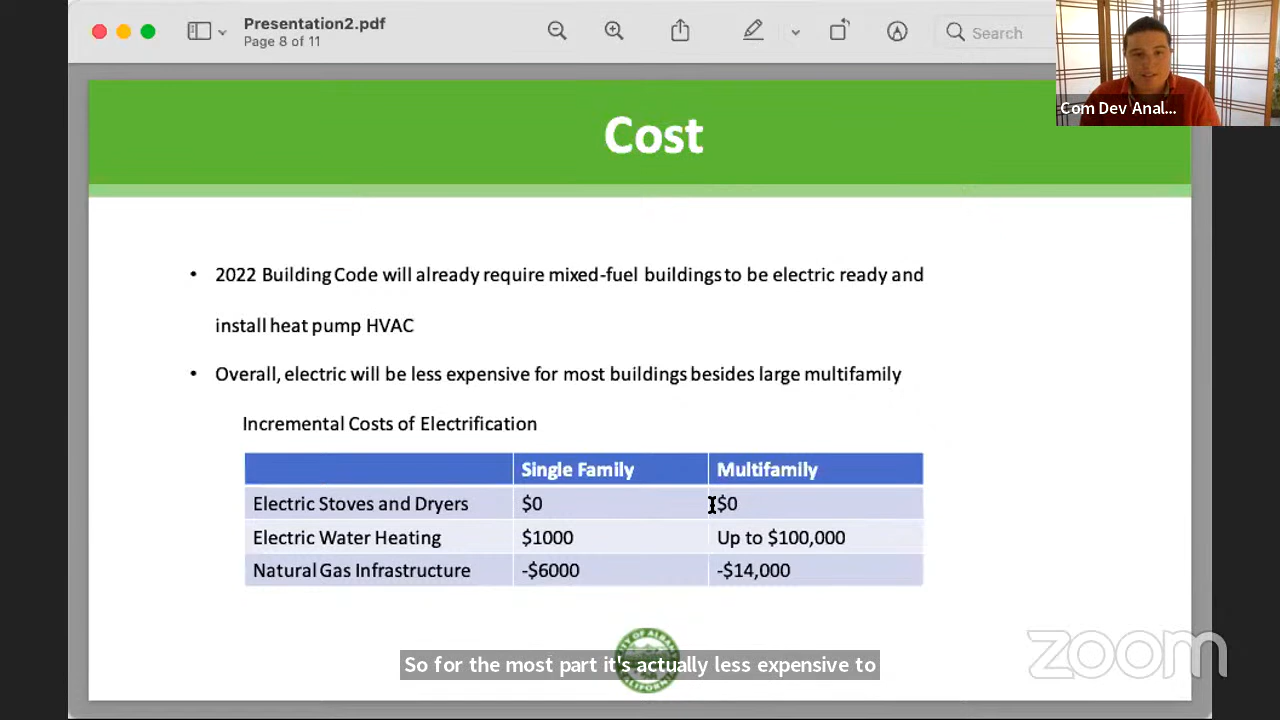 Presentation2.pdf
Page 8 of 11
Search
Com Dev Anal...
Cost
• 2022 Building Code will already require mixed-fuel buildings to be electric ready and
install heat pump HVAC
• Overall, electric will be less expensive for most buildings besides large multifamily
Incremental Costs of Electrification
Single Family Multifamily
Electric Stoves and Dryers $0 $0
Electric Water Heating $1000 Up to $100,000
Natural Gas Infrastructure -$6000 -$14,000
So for the most part it's actually less expensive to
zoom